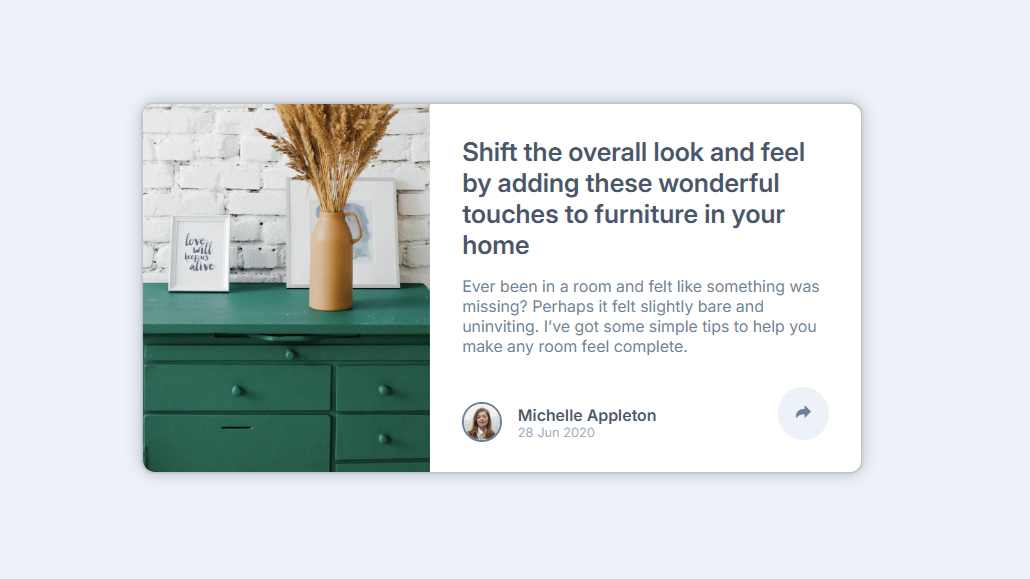 love
will
keep us
alive
Shift the overall look and feel
by adding these wonderful
touches to furniture in your
home
Ever been in a room and felt like something was
missing? Perhaps it felt slightly bare and
uninviting. I’ve got some simple tips to help you
make any room feel complete.
Michelle Appleton
28 Jun 2020